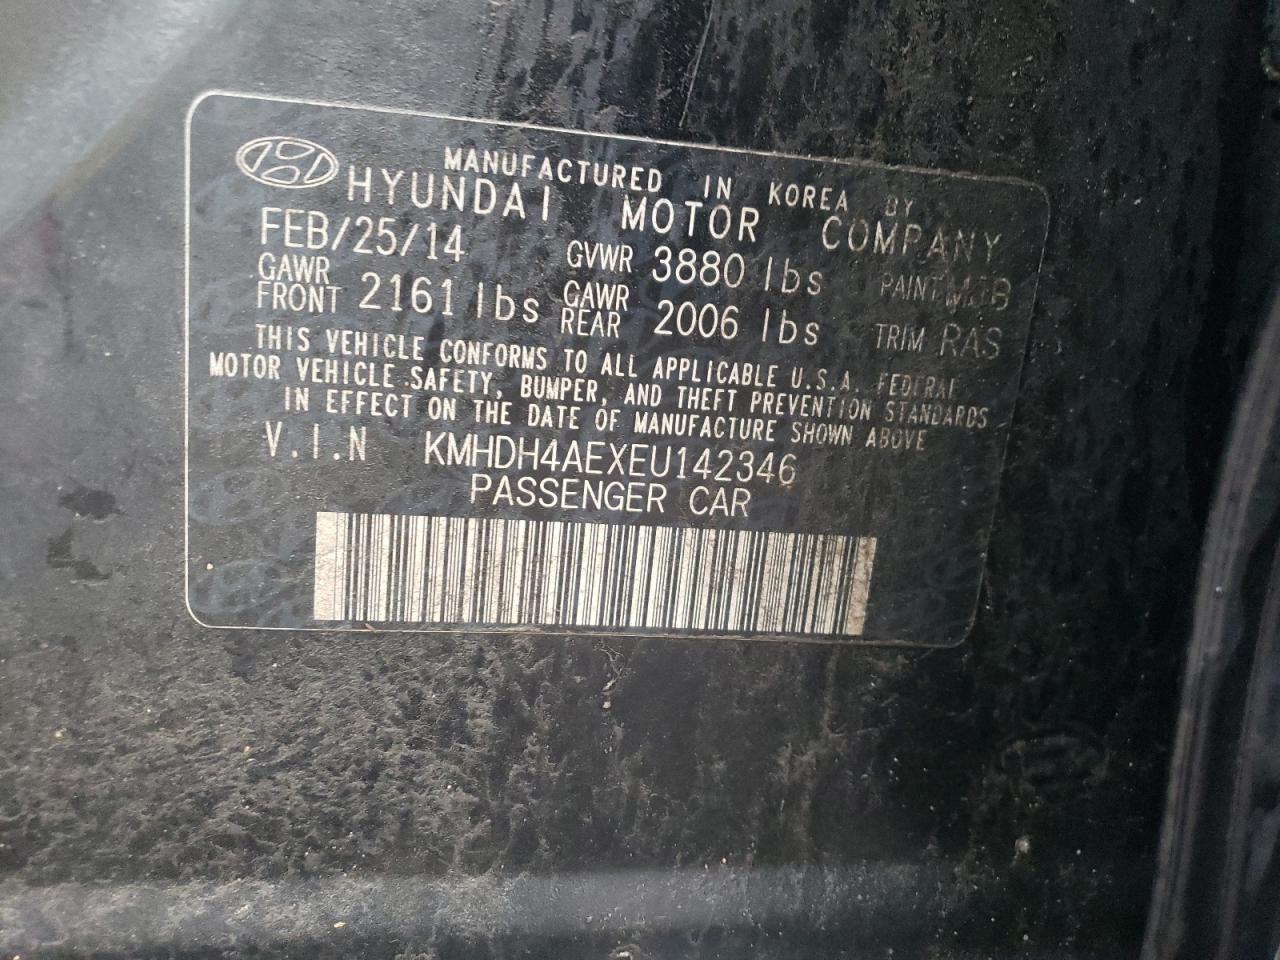 MANUFACTURED IN KOREA BY
HYUNDAI MOTOR COMPANY
FEB/25/14 GVWR 3880 lbs PAINT
GAWR FRONT 2161 lbs GAWR REAR 2006 lbs TRIM RAS
THIS VEHICLE CONFORMS TO ALL APPLICABLE U.S.A. FEDERAL
MOTOR VEHICLE SAFETY, BUMPER, AND THEFT PREVENTION STANDARDS
IN EFFECT ON THE DATE OF MANUFACTURE SHOWN ABOVE
V.I.N KMHDH4AEXEU142346
PASSENGER CAR